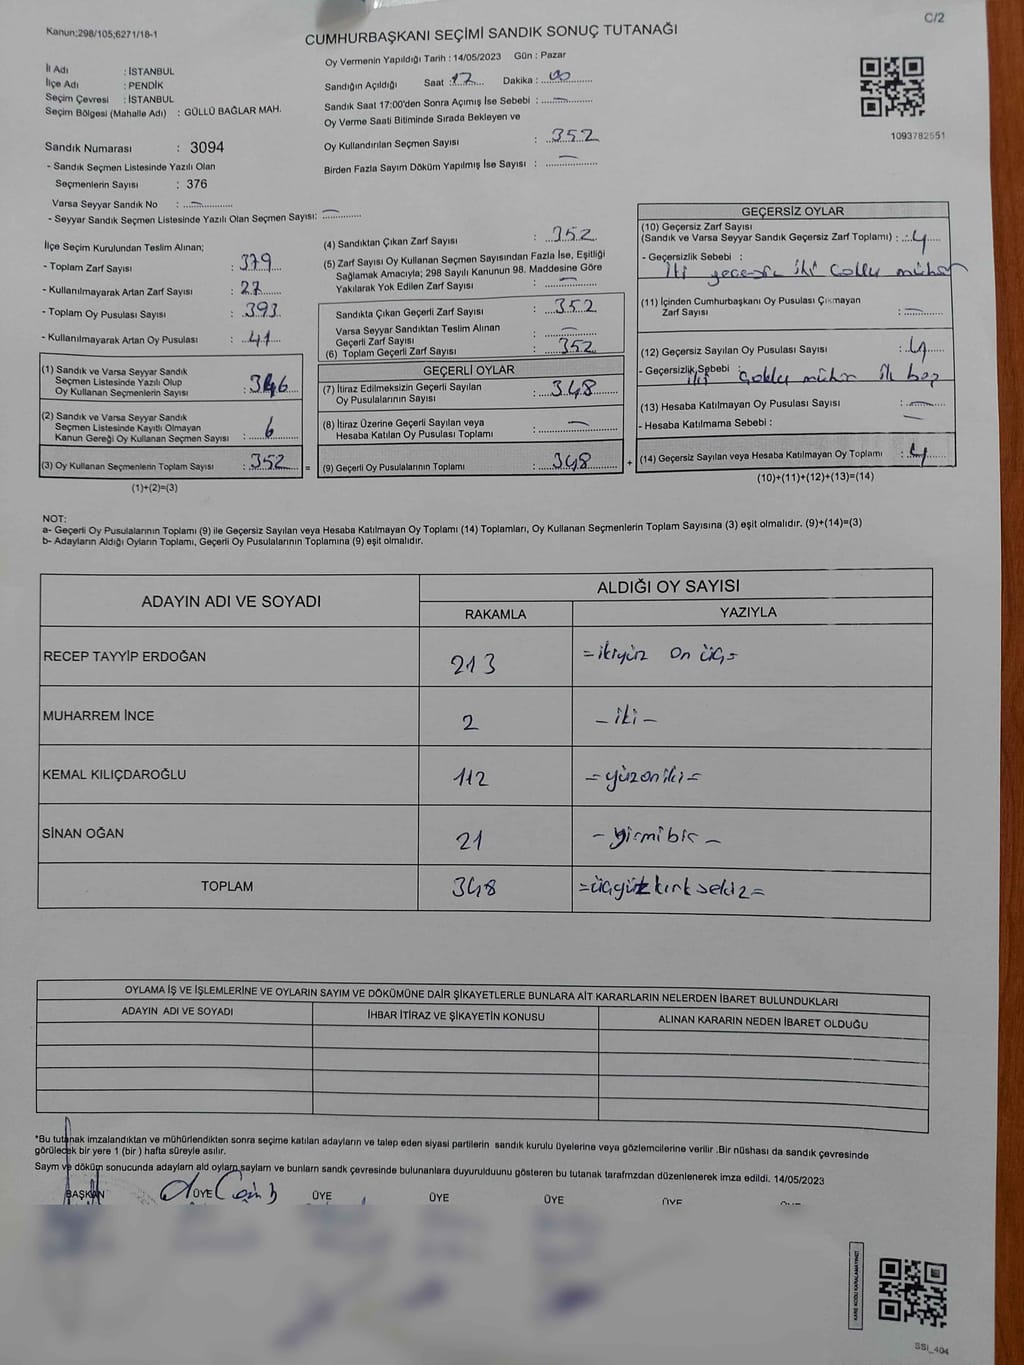 C/2
Kanun;298/105;6271/18-1
CUMHURBAŞKANI SEÇİMİ SANDIK SONUÇ TUTANAĞI
Oy Vermenin Yapıldığı Tarih : 14/05/2023 Gün : Pazar
İl Adı : İSTANBUL
İlçe Adı : PENDİK
Seçim Çevresi : İSTANBUL
Seçim Bölgesi (Mahalle Adı) : GÜLLÜ BAĞLAR MAH.
Sandık Numarası : 3094
- Sandık Seçmen Listesinde Yazılı Olan
Seçmenlerin Sayısı : 376
Varsa Seyyar Sandık No : —
- Seyyar Sandık Seçmen Listesinde Yazılı Olan Seçmen Sayısı: —
Sandığın Açıldığı Saat : 17 Dakika : 00
Sandık Saat 17:00'den Sonra Açımış İse Sebebi : —
Oy Verme Saati Bitiminde Sırada Bekleyen ve
Oy Kullandırılan Seçmen Sayısı : 352
Birden Fazla Sayım Döküm Yapılmış İse Sayısı : —
1093782551
İlçe Seçim Kurulundan Teslim Alınan;
- Toplam Zarf Sayısı : 379
- Kullanılmayarak Artan Zarf Sayısı : 27
- Toplam Oy Pusulası Sayısı : 393
- Kullanılmayarak Artan Oy Pusulası : 41
(1) Sandık ve Varsa Seyyar Sandık
Seçmen Listesinde Yazılı Olup
Oy Kullanan Seçmenlerin Sayısı : 346
(2) Sandık ve Varsa Seyyar Sandık
Seçmen Listesinde Kayıtlı Olmayan
Kanun Gereği Oy Kullanan Seçmen Sayısı : 6
(3) Oy Kullanan Seçmenlerin Toplam Sayısı : 352 =
(1)+(2)=(3)
(4) Sandıktan Çıkan Zarf Sayısı : 352
(5) Zarf Sayısı Oy Kullanan Seçmen Sayısından Fazla İse, Eşitliği
Sağlamak Amacıyla; 298 Sayılı Kanunun 98. Maddesine Göre
Yakılarak Yok Edilen Zarf Sayısı : —
Sandıkta Çıkan Geçerli Zarf Sayısı : 352
Varsa Seyyar Sandıktan Teslim Alınan
Geçerli Zarf Sayısı : —
(6) Toplam Geçerli Zarf Sayısı : 352
GEÇERLİ OYLAR
(7) İtiraz Edilmeksizin Geçerli Sayılan
Oy Pusulalarının Sayısı : 348
(8) İtiraz Üzerine Geçerli Sayılan veya
Hesaba Katılan Oy Pusulası Toplamı : —
(9) Geçerli Oy Pusulalarının Toplamı : 348 +
GEÇERSİZ OYLAR
(10) Geçersiz Zarf Sayısı
(Sandık ve Varsa Seyyar Sandık Geçersiz Zarf Toplamı) : 4
- Geçersizlik Sebebi :
iki geçersiz iki çoklu mühür
(11) İçinden Cumhurbaşkanı Oy Pusulası Çıkmayan
Zarf Sayısı : —
(12) Geçersiz Sayılan Oy Pusulası Sayısı : 4
- Geçersizlik Sebebi :
iki çoklu mühür iki boş
(13) Hesaba Katılmayan Oy Pusulası Sayısı : —
- Hesaba Katılmama Sebebi : —
(14) Geçersiz Sayılan veya Hesaba Katılmayan Oy Toplamı : 4
(10)+(11)+(12)+(13)=(14)
NOT:
a- Geçerli Oy Pusulalarının Toplamı (9) ile Geçersiz Sayılan veya Hesaba Katılmayan Oy Toplamı (14) Toplamları, Oy Kullanan Seçmenlerin Toplam Sayısına (3) eşit olmalıdır. (9)+(14)=(3)
b- Adayların Aldığı Oyların Toplamı, Geçerli Oy Pusulalarının Toplamına (9) eşit olmalıdır.
ADAYIN ADI VE SOYADI
ALDIĞI OY SAYISI
RAKAMLA YAZIYLA
RECEP TAYYİP ERDOĞAN 213 =ikiyüz on üç=
MUHARREM İNCE 2 -iki-
KEMAL KILIÇDAROĞLU 112 =yüzoniki=
SİNAN OĞAN 21 -yirmibir-
TOPLAM 348 =üçyüzkırksekiz=
OYLAMA İŞ VE İŞLEMLERİNE VE OYLARIN SAYIM VE DÖKÜMÜNE DAİR ŞİKAYETLERLE BUNLARA AİT KARARLARIN NELERDEN İBARET BULUNDUKLARI
ADAYIN ADI VE SOYADI İHBAR İTİRAZ VE ŞİKAYETİN KONUSU ALINAN KARARIN NEDEN İBARET OLDUĞU
*Bu tutanak imzalandıktan ve mühürlendikten sonra seçime katılan adayların ve talep eden siyasi partilerin sandık kurulu üyelerine veya gözlemcilerine verilir .Bir nüshası da sandık çevresinde
görülecek bir yere 1 (bir ) hafta süreyle asılır.
Saym ve döküm sonucunda adaylarn ald oylarn saylarn ve bunlarn sandk çevresinde bulunanlara duyurulduunu gösteren bu tutanak tarafmzdan düzenlenerek imza edildi. 14/05/2023
BAŞKAN ÜYE ÜYE ÜYE ÜYE ÜYE
SSİ_404